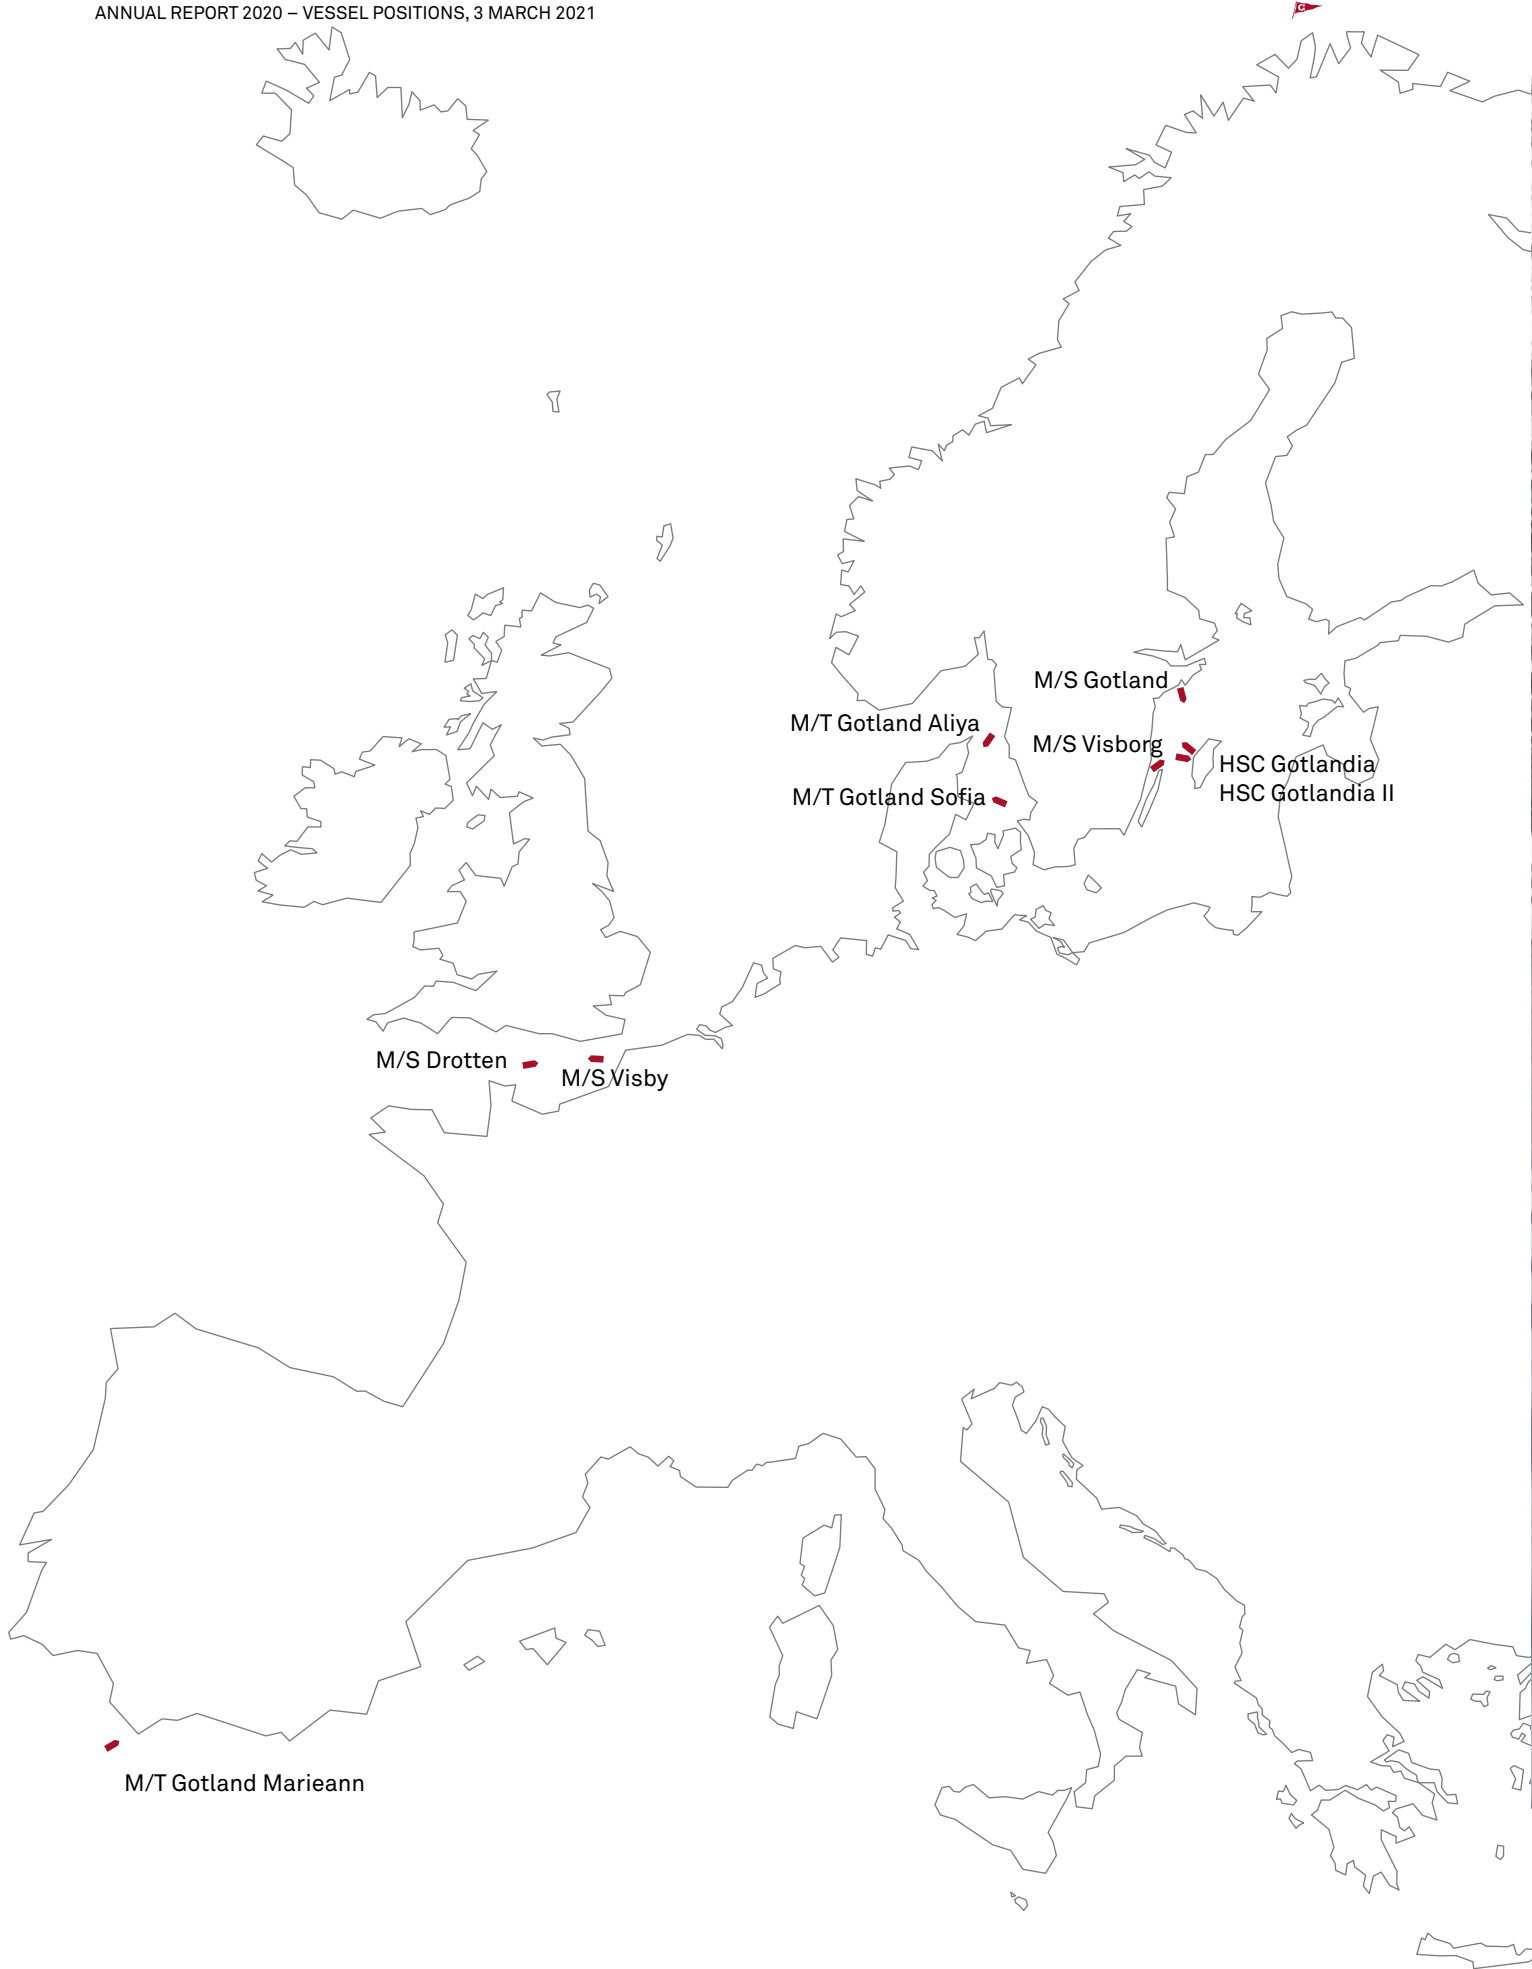 ANNUAL REPORT 2020 – VESSEL POSITIONS, 3 MARCH 2021
G
M/S Gotland
M/T Gotland Aliya
M/S Visborg
HSC Gotlandia
HSC Gotlandia II
M/T Gotland Sofia
M/S Drotten
M/S Visby
M/T Gotland Marieann